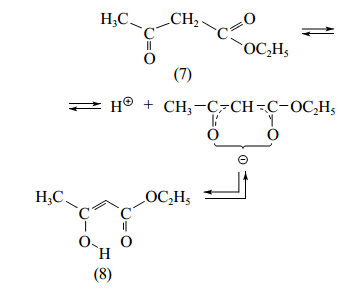 H₃C CH₂ O
C C
O OC₂H₅
(7)
H⊕ + CH₃–C–CH–C–OC₂H₅
O O
⊖
H₃C OC₂H₅
C C
O H O
(8)